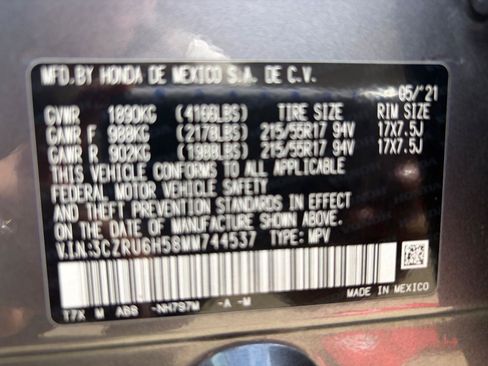 MFD. BY HONDA DE MEXICO S.A. DE C.V.
05/'21
GVWR 1890KG (4166LBS) TIRE SIZE RIM SIZE
GAWR F 988KG (2178LBS) 215/55R17 94V 17X7.5J
GAWR R 902KG (1988LBS) 215/55R17 94V 17X7.5J
THIS VEHICLE CONFORMS TO ALL APPLICABLE
FEDERAL MOTOR VEHICLE SAFETY
AND THEFT PREVENTION STANDARDS IN EFFECT
ON THE DATE OF MANUFACTURE SHOWN ABOVE.
V.I.N:3CZRU6H58MM744537 TYPE: MPV
T7X M A98 -NH797M -A -M
MADE IN MEXICO